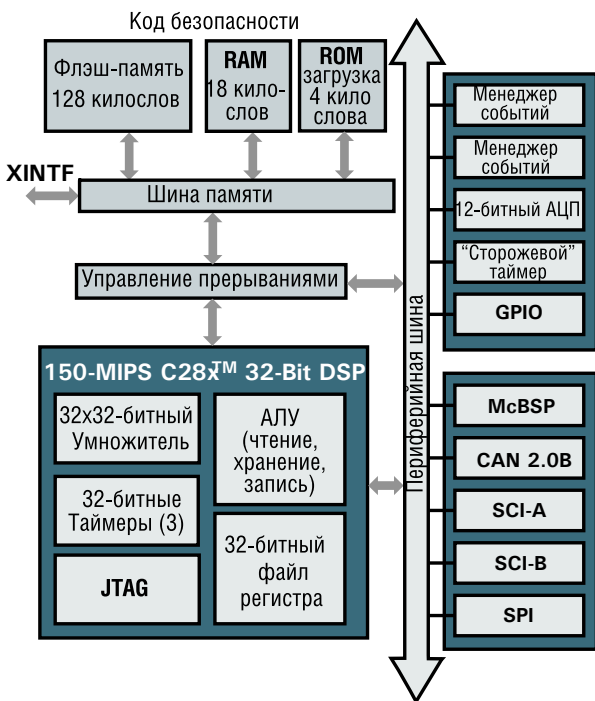 Код безопасности
Флэш-память
128 килослов
RAM
18 кило-
слов
ROM
загрузка
4 кило
слова
XINTF
Шина памяти
Управление прерываниями
150-MIPS C28x™ 32-Bit DSP
32x32-битный
Умножитель
32-битные
Таймеры (3)
JTAG
АЛУ
(чтение,
хранение,
запись)
32-битный
файл
регистра
Периферийная шина
Менеджер
событий
Менеджер
событий
12-битный АЦП
"Сторожевой"
таймер
GPIO
McBSP
CAN 2.0B
SCI-A
SCI-B
SPI